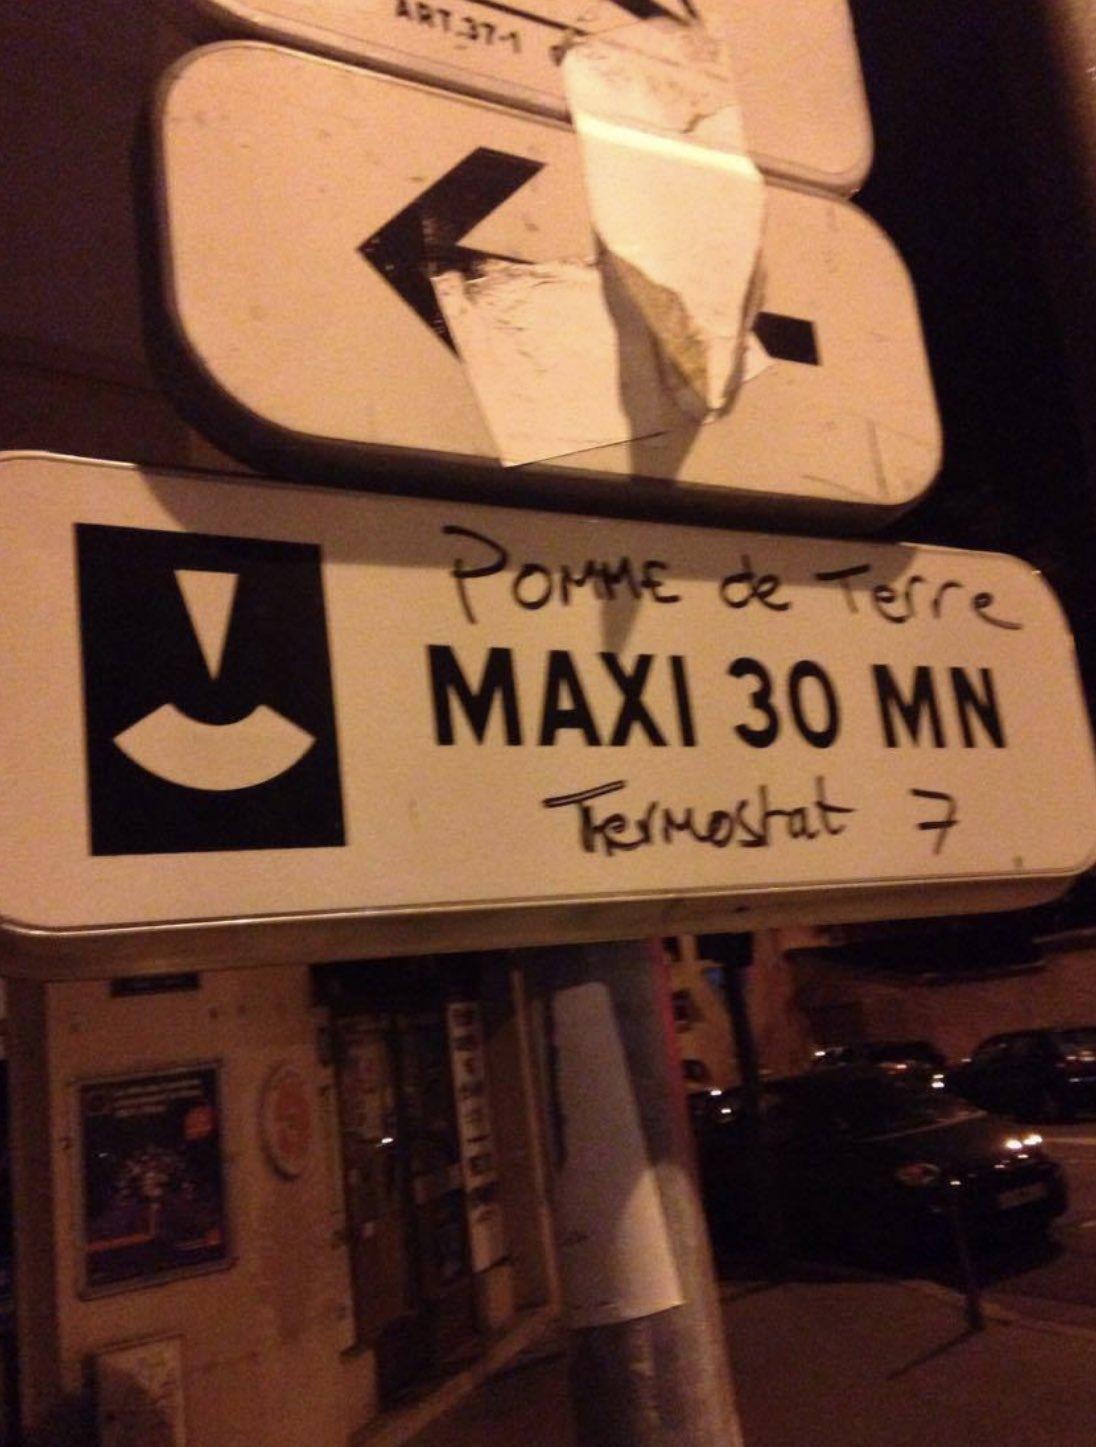 ART.37-1
Pomme de Terre
MAXI 30 MN
Termostat 7